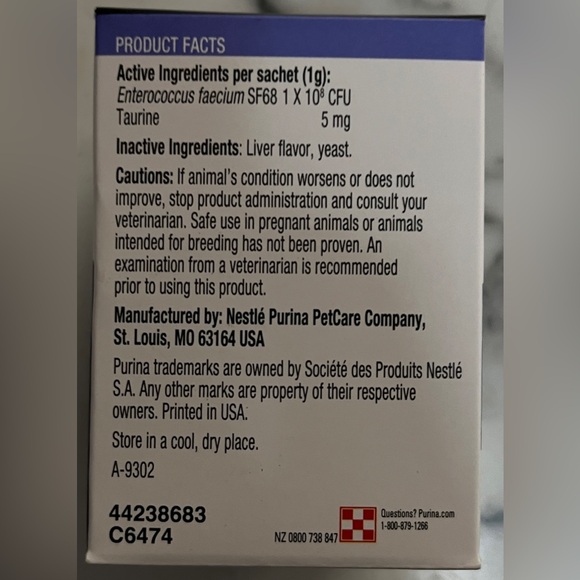 PRODUCT FACTS
Active Ingredients per sachet (1g):
Enterococcus faecium SF68 1 X 10⁸ CFU
Taurine 5 mg
Inactive Ingredients: Liver flavor, yeast.
Cautions: If animal's condition worsens or does not
improve, stop product administration and consult your
veterinarian. Safe use in pregnant animals or animals
intended for breeding has not been proven. An
examination from a veterinarian is recommended
prior to using this product.
Manufactured by: Nestlé Purina PetCare Company,
St. Louis, MO 63164 USA
Purina trademarks are owned by Société des Produits Nestlé
S.A. Any other marks are property of their respective
owners. Printed in USA.
Store in a cool, dry place.
A-9302
44238683
C6474
NZ 0800 738 847
Questions? Purina.com
1-800-879-1266